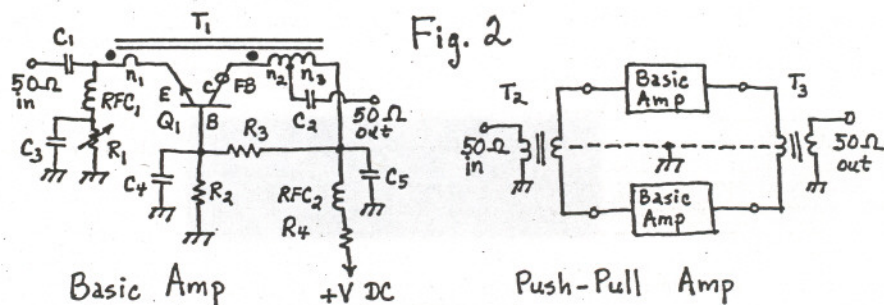 Fig. 2
T1
C1
50Ω
in
n1
n2
n3
RFC1
E
C
FB
Q1
B
C2
50Ω
out
C3
R1
R3
C4
R2
RFC2
C5
R4
+V DC
Basic Amp
T2
50Ω
in
Basic
Amp
T3
50Ω
out
Basic
Amp
Push-Pull Amp